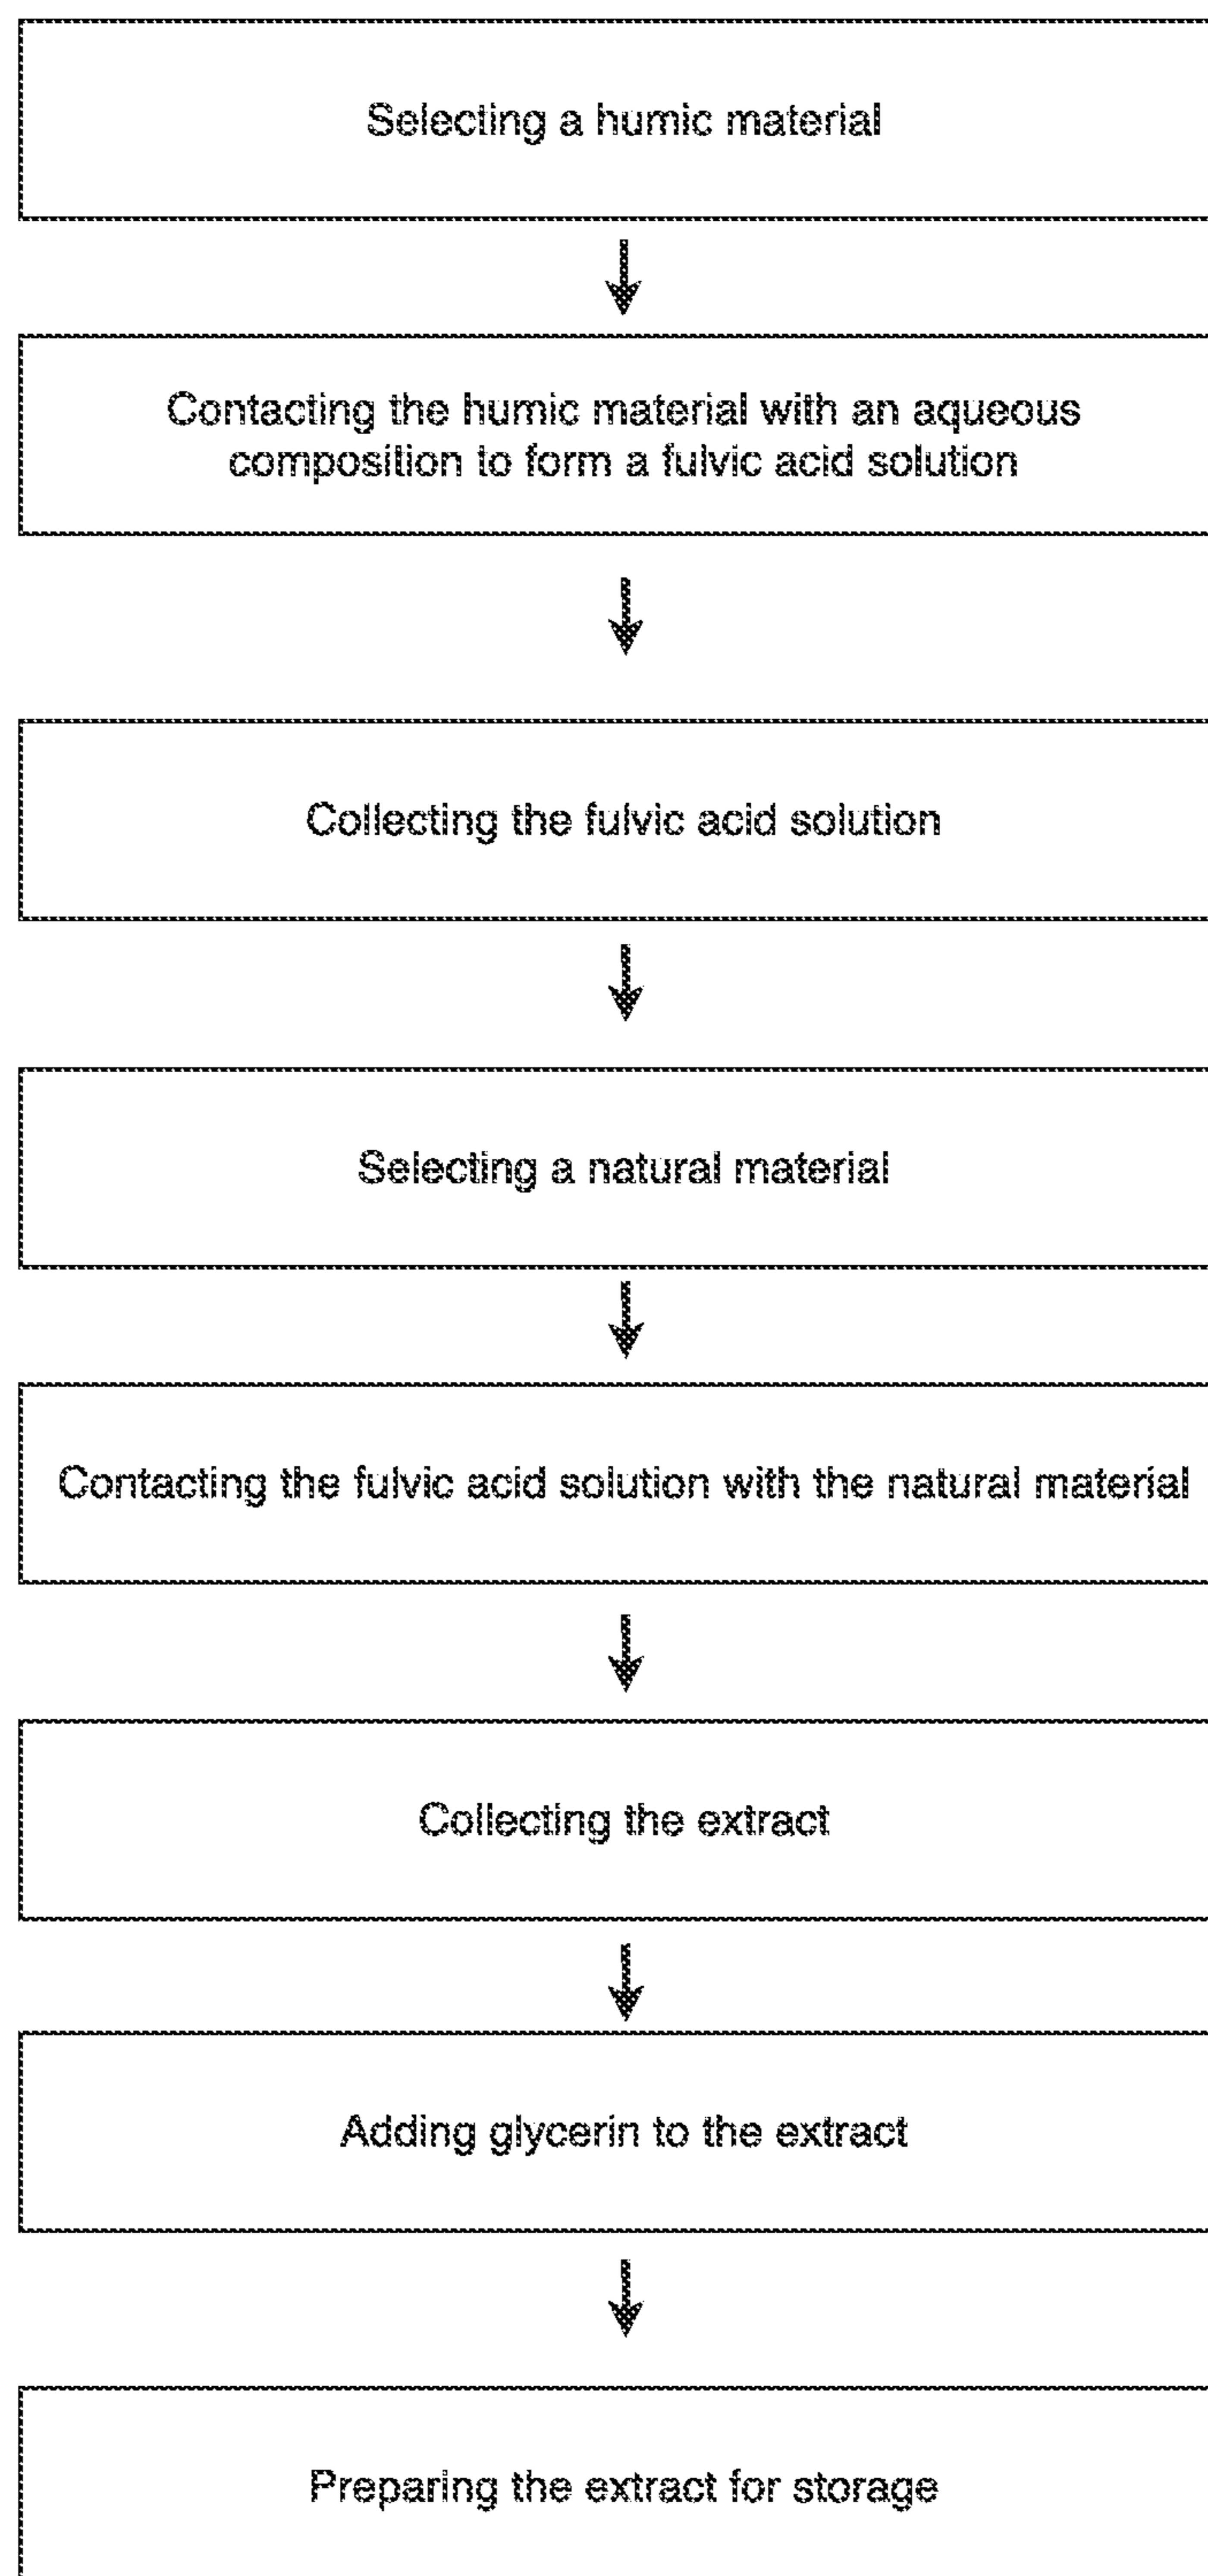 Selecting a humic material
Contacting the humic material with an aqueous
composition to form a fulvic acid solution
Collecting the fulvic acid solution
Selecting a natural material
Contacting the fulvic acid solution with the natural material
Collecting the extract
Adding glycerin to the extract
Preparing the extract for storage